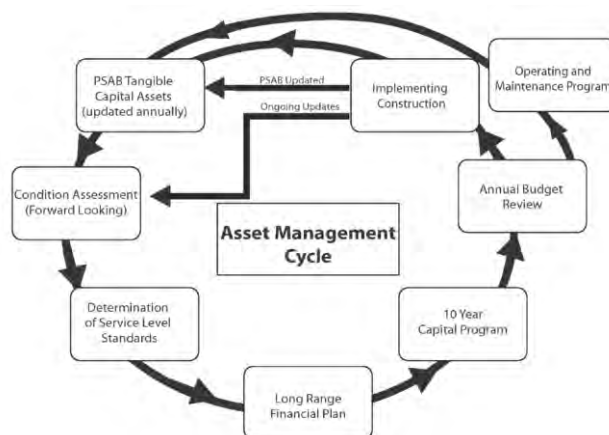 PSAB Tangible
Capital Assets
(updated annually)
PSAB Updated
Ongoing Updates
Implementing
Construction
Operating and
Maintenance Program
Condition Assessment
(Forward Looking)
Annual Budget
Review
Asset Management
Cycle
Determination
of Service Level
Standards
10 Year
Capital Program
Long Range
Financial Plan